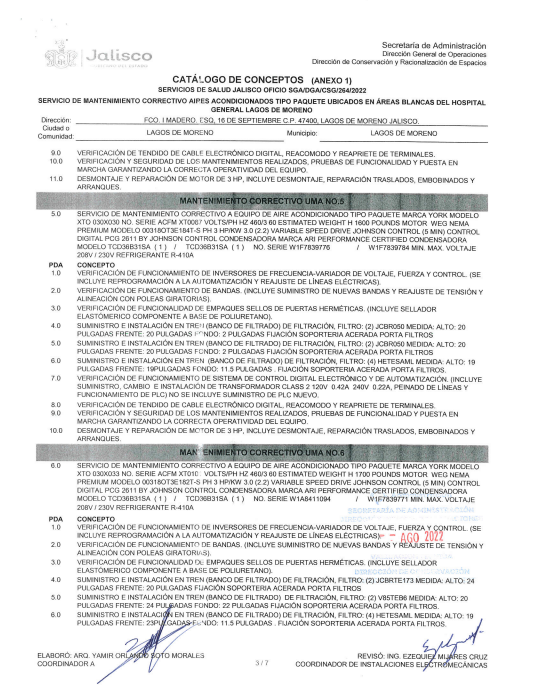 Jalisco
Secretaría de Administración
Dirección General de Operaciones
Dirección de Conservación y Racionalización de Espacios
CATÁLOGO DE CONCEPTOS (ANEXO 1)
SERVICIOS DE SALUD JALISCO OFICIO SGA/DGA/CSG/264/2022
SERVICIO DE MANTENIMIENTO CORRECTIVO AIPES ACONDICIONADOS TIPO PAQUETE UBICADOS EN ÁREAS BLANCAS DEL HOSPITAL
GENERAL LAGOS DE MORENO
Dirección: FCO. I MADERO, ESQ, 16 DE SEPTIEMBRE C.P. 47400, LAGOS DE MORENO JALISCO.
Ciudad o
Comunidad: LAGOS DE MORENO Municipio: LAGOS DE MORENO
9.0 VERIFICACIÓN DE TENDIDO DE CABLE ELECTRÓNICO DIGITAL, REACOMODO Y REAPRIETE DE TERMINALES.
10.0 VERIFICACIÓN Y SEGURIDAD DE LOS MANTENIMIENTOS REALIZADOS, PRUEBAS DE FUNCIONALIDAD Y PUESTA EN
MARCHA GARANTIZANDO LA CORRECTA OPERATIVIDAD DEL EQUIPO.
11.0 DESMONTAJE Y REPARACIÓN DE MOTOR DE 3 HP, INCLUYE DESMONTAJE, REPARACIÓN TRASLADOS, EMBOBINADOS Y
ARRANQUES.
MANTENIMIENTO CORRECTIVO UMA NO.5
5.0 SERVICIO DE MANTENIMIENTO CORRECTIVO A EQUIPO DE AIRE ACONDICIONADO TIPO PAQUETE MARCA YORK MODELO
XTO 030X030 NO. SERIE ACFM XT0067 VOLTS/PH HZ 460/3 60 ESTIMATED WEIGHT H 1600 POUNDS MOTOR WEG NEMA
PREMIUM MODELO 00318OT3E184T-S PH 3 HP/KW 3.0 (2.2) VARIABLE SPEED DRIVE JOHNSON CONTROL (5 MIN) CONTROL
DIGITAL PCG 2611 BY JOHNSON CONTROL CONDENSADORA MARCA ARI PERFORMANCE CERTIFIED CONDENSADORA
MODELO TCD36B31SA ( 1 ) / TCD36B31SA ( 1 ) NO. SERIE W1F7839776 / W1F7839784 MIN. MAX. VOLTAJE
208V / 230V REFRIGERANTE R-410A
PDA CONCEPTO
1.0 VERIFICACIÓN DE FUNCIONAMIENTO DE INVERSORES DE FRECUENCIA-VARIADOR DE VOLTAJE, FUERZA Y CONTROL. (SE
INCLUYE REPROGRAMACIÓN A LA AUTOMATIZACIÓN Y REAJUSTE DE LÍNEAS ELÉCTRICAS).
2.0 VERIFICACIÓN DE FUNCIONAMIENTO DE BANDAS. (INCLUYE SUMINISTRO DE NUEVAS BANDAS Y REAJUSTE DE TENSIÓN Y
ALINEACIÓN CON POLEAS GIRATORIAS).
3.0 VERIFICACIÓN DE FUNCIONALIDAD DE EMPAQUES SELLOS DE PUERTAS HERMÉTICAS. (INCLUYE SELLADOR
ELASTÓMERICO COMPONENTE A BASE DE POLIURETANO).
4.0 SUMINISTRO E INSTALACIÓN EN TREN (BANCO DE FILTRADO) DE FILTRACIÓN, FILTRO: (2) JCBR050 MEDIDA: ALTO: 20
PULGADAS FRENTE: 20 PULGADAS FONDO: 2 PULGADAS FIJACIÓN SOPORTERIA ACERADA PORTA FILTROS
5.0 SUMINISTRO E INSTALACIÓN EN TREN (BANCO DE FILTRADO) DE FILTRACIÓN, FILTRO: (2) JCBR050 MEDIDA: ALTO: 20
PULGADAS FRENTE: 20 PULGADAS FONDO: 2 PULGADAS FIJACIÓN SOPORTERIA ACERADA PORTA FILTROS
6.0 SUMINISTRO E INSTALACIÓN EN TREN (BANCO DE FILTRADO) DE FILTRACIÓN, FILTRO: (4) HETESAML MEDIDA: ALTO: 19
PULGADAS FRENTE: 19PULGADAS FONDO: 11.5 PULGADAS . FIJACIÓN SOPORTERIA ACERADA PORTA FILTROS
7.0 VERIFICACIÓN DE FUNCIONAMIENTO DE SISTEMA DE CONTROL DIGITAL ELECTRÓNICO Y DE AUTOMATIZACIÓN. (INCLUYE
SUMINISTRO, CAMBIO E INSTALACIÓN DE TRANSFORMADOR CLASS 2 120V 0.42A 240V 0.22A, PEINADO DE LÍNEAS Y
FUNCIONAMIENTO DE PLC) NO SE INCLUYE SUMINISTRO DE PLC NUEVO.
8.0 VERIFICACIÓN DE TENDIDO DE CABLE ELECTRÓNICO DIGITAL, REACOMODO Y REAPRIETE DE TERMINALES.
9.0 VERIFICACIÓN Y SEGURIDAD DE LOS MANTENIMIENTOS REALIZADOS, PRUEBAS DE FUNCIONALIDAD Y PUESTA EN
MARCHA GARANTIZANDO LA CORRECTA OPERATIVIDAD DEL EQUIPO.
10.0 DESMONTAJE Y REPARACIÓN DE MOTOR DE 3 HP, INCLUYE DESMONTAJE, REPARACIÓN TRASLADOS, EMBOBINADOS Y
ARRANQUES.
MANTENIMIENTO CORRECTIVO UMA NO.6
6.0 SERVICIO DE MANTENIMIENTO CORRECTIVO A EQUIPO DE AIRE ACONDICIONADO TIPO PAQUETE MARCA YORK MODELO
XTO 030X033 NO. SERIE ACFM XT010 VOLTS/PH HZ 460/3 60 ESTIMATED WEIGHT H 1700 POUNDS MOTOR WEG NEMA
PREMIUM MODELO 00318OT3E182T-S PH 3 HP/KW 3.0 (2.2) VARIABLE SPEED DRIVE JOHNSON CONTROL (5 MIN) CONTROL
DIGITAL PCG 2611 BY JOHNSON CONTROL CONDENSADORA MARCA ARI PERFORMANCE CERTIFIED CONDENSADORA
MODELO TCD36B31SA ( 1 ) / TCD36B31SA ( 1 ) NO. SERIE W1A8411094 / W1F7839771 MIN. MAX. VOLTAJE
208V / 230V REFRIGERANTE R-410A
SECRETARÍA DE ADMINISTRACIÓN
PDA CONCEPTO
1.0 VERIFICACIÓN DE FUNCIONAMIENTO DE INVERSORES DE FRECUENCIA-VARIADOR DE VOLTAJE, FUERZA Y CONTROL. (SE
INCLUYE REPROGRAMACIÓN A LA AUTOMATIZACIÓN Y REAJUSTE DE LÍNEAS ELÉCTRICAS).
AGO 2022
2.0 VERIFICACIÓN DE FUNCIONAMIENTO DE BANDAS. (INCLUYE SUMINISTRO DE NUEVAS BANDAS Y REAJUSTE DE TENSIÓN Y
ALINEACIÓN CON POLEAS GIRATORIAS).
3.0 VERIFICACIÓN DE FUNCIONALIDAD DE EMPAQUES SELLOS DE PUERTAS HERMÉTICAS. (INCLUYE SELLADOR
ELASTÓMERICO COMPONENTE A BASE DE POLIURETANO).
4.0 SUMINISTRO E INSTALACIÓN EN TREN (BANCO DE FILTRADO) DE FILTRACIÓN, FILTRO: (2) JCBRTE173 MEDIDA: ALTO: 24
PULGADAS FRENTE: 20 PULGADAS FIJACIÓN SOPORTERIA ACERADA PORTA FILTROS
5.0 SUMINISTRO E INSTALACIÓN EN TREN (BANCO DE FILTRADO) DE FILTRACIÓN, FILTRO: (2) V85TEB6 MEDIDA: ALTO: 20
PULGADAS FRENTE: 24 PULGADAS FONDO: 22 PULGADAS FIJACIÓN SOPORTERIA ACERADA PORTA FILTROS.
6.0 SUMINISTRO E INSTALACIÓN EN TREN (BANCO DE FILTRADO) DE FILTRACIÓN, FILTRO: (4) HETESAML MEDIDA: ALTO: 19
PULGADAS FRENTE: 23PULGADAS FONDO: 11.5 PULGADAS . FIJACIÓN SOPORTERIA ACERADA PORTA FILTROS.
ELABORÓ: ARQ. YAMIR ORLANDO SOTO MORALES
COORDINADOR A
3 / 7
REVISÓ: ING. EZEQUIEL MIJARES CRUZ
COORDINADOR DE INSTALACIONES ELECTROMECÁNICAS